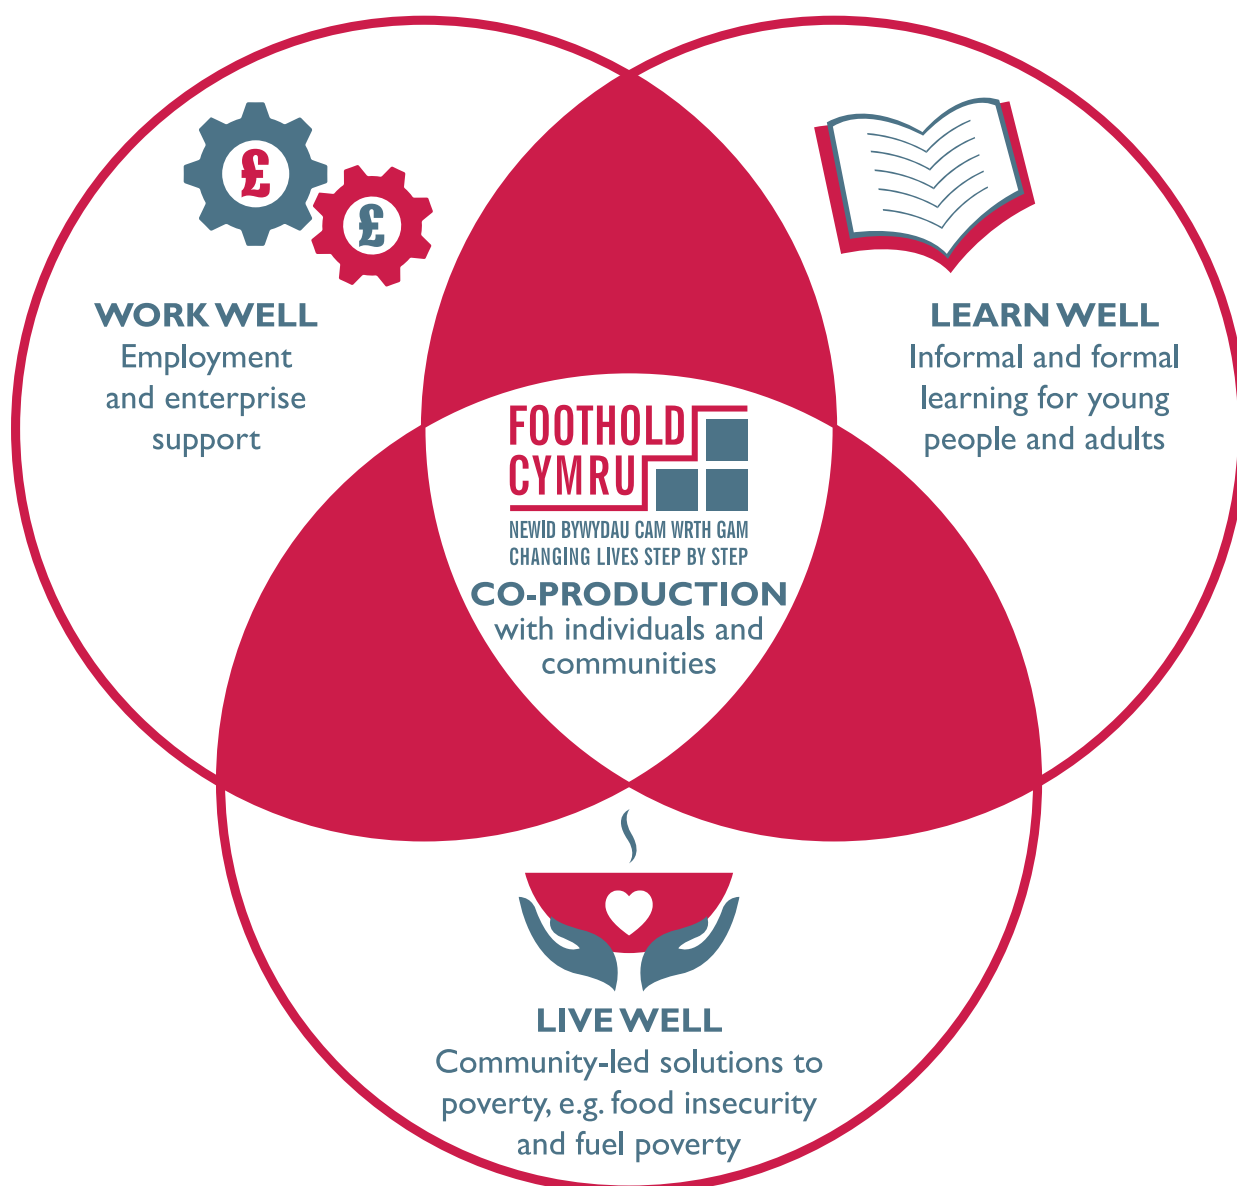 £
£
WORK WELL
Employment
and enterprise
support
LEARN WELL
Informal and formal
learning for young
people and adults
FOOTHOLD
CYMRU
NEWID BYWYDAU CAM WRTH GAM
CHANGING LIVES STEP BY STEP
CO-PRODUCTION
with individuals and
communities
LIVE WELL
Community-led solutions to
poverty, e.g. food insecurity
and fuel poverty